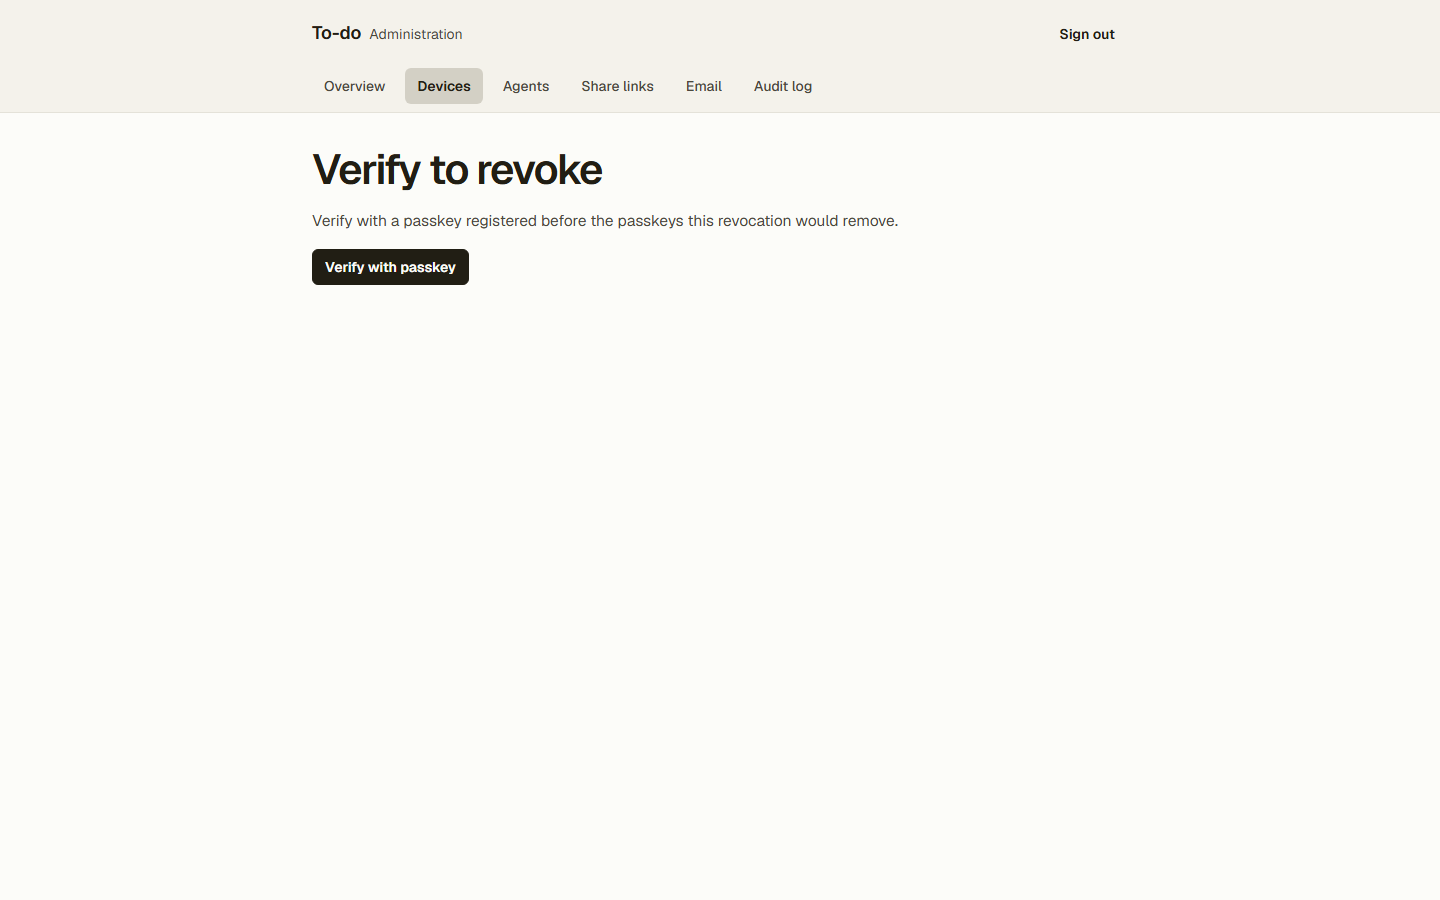 To-do Administration
Sign out
Overview Devices Agents Share links Email Audit log
Verify to revoke
Verify with a passkey registered before the passkeys this revocation would remove.
Verify with passkey